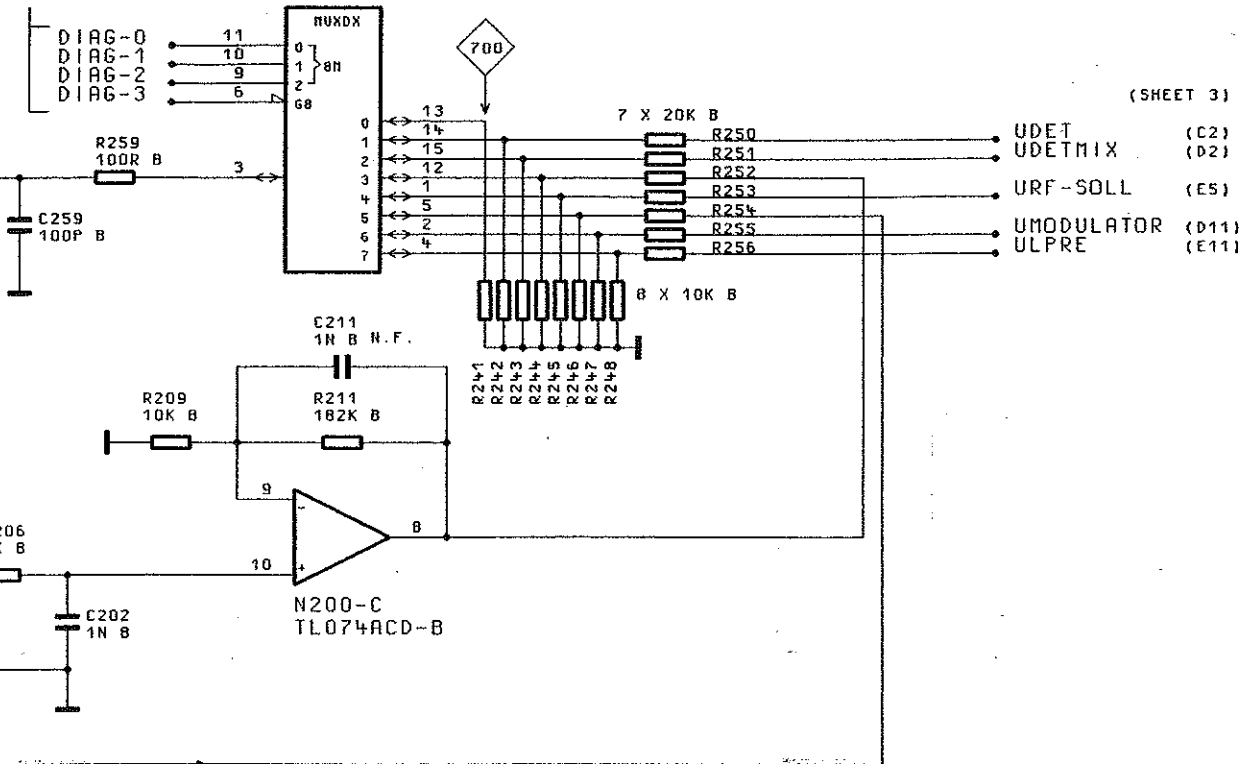 MUXDX
DIAG-0
DIAG-1
DIAG-2
DIAG-3
11
10
9
6
0
1
2
G8
8M
700
(SHEET 3)
R259
100R B
3
C259
100P B
0
1
2
3
4
5
6
7
13
14
15
12
1
5
2
4
7 X 20K B
R250
R251
R252
R253
R254
R255
R256
UDET (C2)
UDETMIX (D2)
URF-SOLL (E5)
UMODULATOR (D11)
ULPRE (E11)
8 X 10K B
R241
R242
R243
R244
R245
R246
R247
R248
C211
1N B N.F.
R209
10K B
R211
182K B
9
-
8
10
+
N200-C
TL074ACD-B
C202
1N B